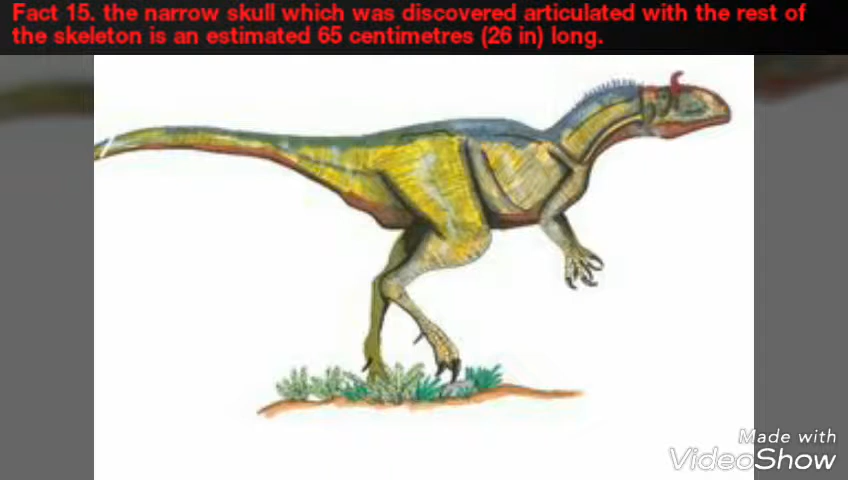 Fact 15. the narrow skull which was discovered articulated with the rest of
the skeleton is an estimated 65 centimetres (26 in) long.
Made with
VideoShow